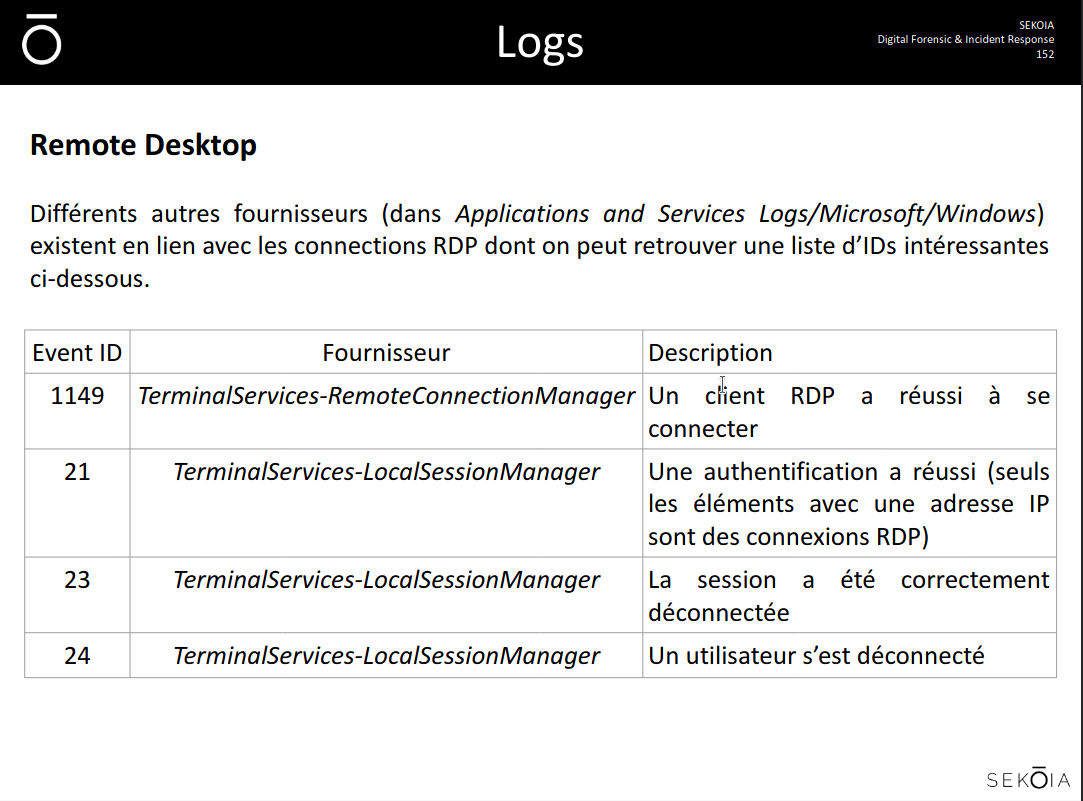 Logs
SEKOIA
Digital Forensic & Incident Response
152
Remote Desktop
Différents autres fournisseurs (dans Applications and Services Logs/Microsoft/Windows)
existent en lien avec les connections RDP dont on peut retrouver une liste d’IDs intéressantes
ci-dessous.
Event ID Fournisseur Description
1149 TerminalServices-RemoteConnectionManager Un client RDP a réussi à se
connecter
21 TerminalServices-LocalSessionManager Une authentification a réussi (seuls
les éléments avec une adresse IP
sont des connexions RDP)
23 TerminalServices-LocalSessionManager La session a été correctement
déconnectée
24 TerminalServices-LocalSessionManager Un utilisateur s’est déconnecté
SEKOIA